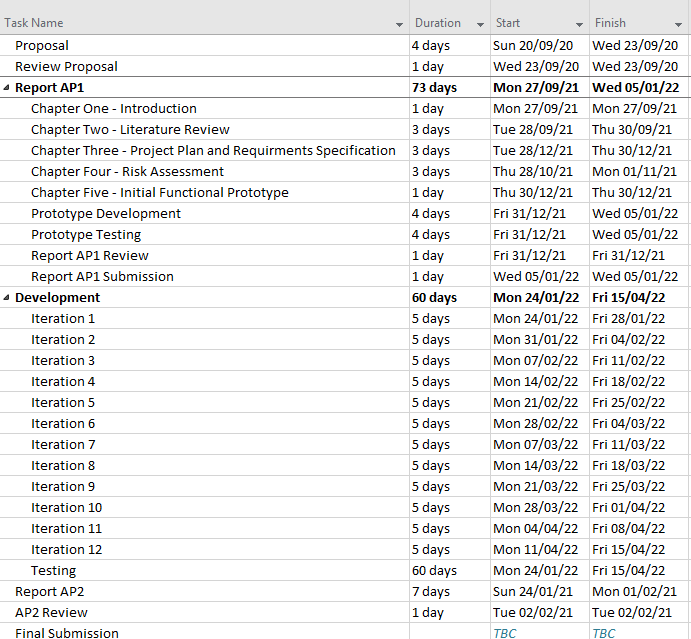 Task Name Duration Start Finish
Proposal 4 days Sun 20/09/20 Wed 23/09/20
Review Proposal 1 day Wed 23/09/20 Wed 23/09/20
Report AP1 73 days Mon 27/09/21 Wed 05/01/22
Chapter One - Introduction 1 day Mon 27/09/21 Mon 27/09/21
Chapter Two - Literature Review 3 days Tue 28/09/21 Thu 30/09/21
Chapter Three - Project Plan and Requirments Specification 3 days Tue 28/12/21 Thu 30/12/21
Chapter Four - Risk Assessment 3 days Thu 28/10/21 Mon 01/11/21
Chapter Five - Initial Functional Prototype 1 day Thu 30/12/21 Thu 30/12/21
Prototype Development 4 days Fri 31/12/21 Wed 05/01/22
Prototype Testing 4 days Fri 31/12/21 Wed 05/01/22
Report AP1 Review 1 day Fri 31/12/21 Fri 31/12/21
Report AP1 Submission 1 day Wed 05/01/22 Wed 05/01/22
Development 60 days Mon 24/01/22 Fri 15/04/22
Iteration 1 5 days Mon 24/01/22 Fri 28/01/22
Iteration 2 5 days Mon 31/01/22 Fri 04/02/22
Iteration 3 5 days Mon 07/02/22 Fri 11/02/22
Iteration 4 5 days Mon 14/02/22 Fri 18/02/22
Iteration 5 5 days Mon 21/02/22 Fri 25/02/22
Iteration 6 5 days Mon 28/02/22 Fri 04/03/22
Iteration 7 5 days Mon 07/03/22 Fri 11/03/22
Iteration 8 5 days Mon 14/03/22 Fri 18/03/22
Iteration 9 5 days Mon 21/03/22 Fri 25/03/22
Iteration 10 5 days Mon 28/03/22 Fri 01/04/22
Iteration 11 5 days Mon 04/04/22 Fri 08/04/22
Iteration 12 5 days Mon 11/04/22 Fri 15/04/22
Testing 60 days Mon 24/01/22 Fri 15/04/22
Report AP2 7 days Sun 24/01/21 Mon 01/02/21
AP2 Review 1 day Tue 02/02/21 Tue 02/02/21
Final Submission TBC TBC